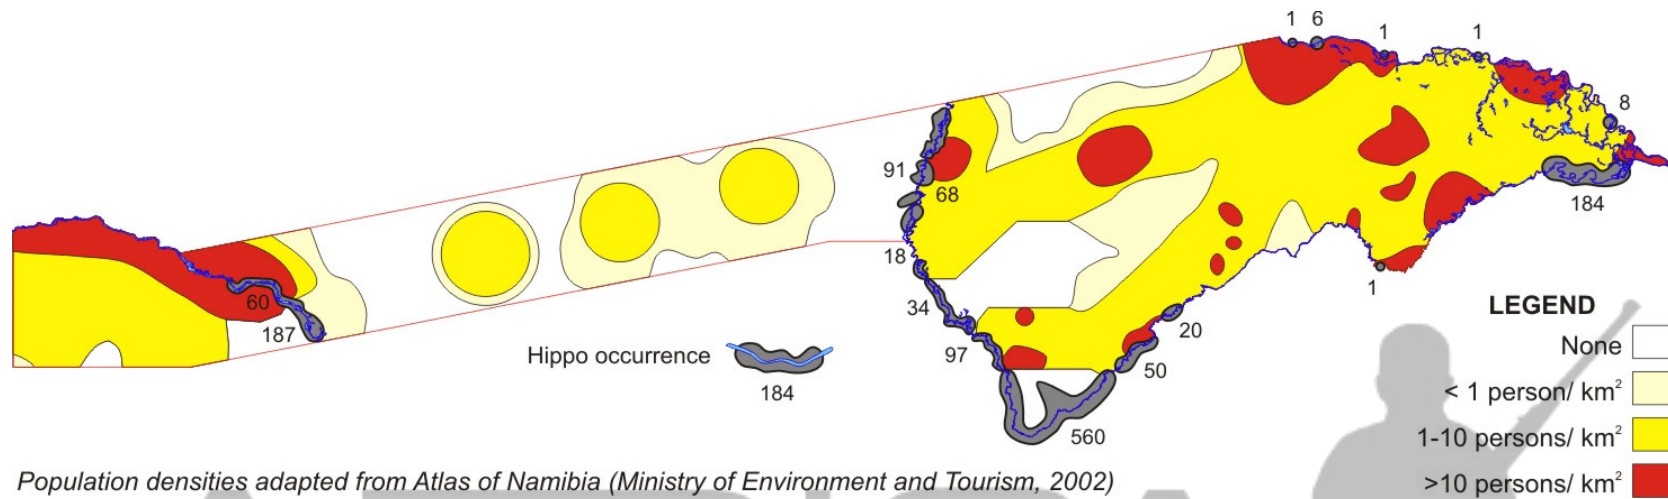 1 6
1
1
8
91
68
184
18
60
34
1
187
97
20
50
560
Hippo occurrence
184
LEGEND
None
< 1 person/ km²
1-10 persons/ km²
>10 persons/ km²
Population densities adapted from Atlas of Namibia (Ministry of Environment and Tourism, 2002)